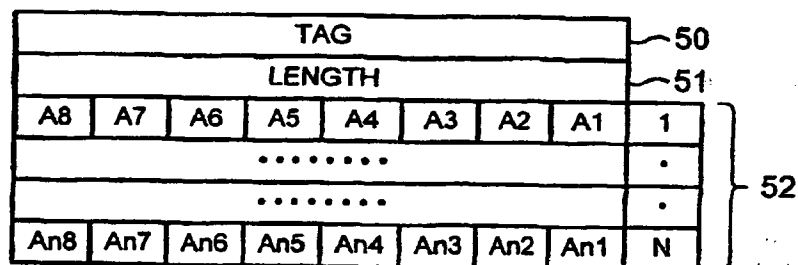 TAG 50
LENGTH 51
A8 A7 A6 A5 A4 A3 A2 A1 1
........ .
52
........ .
An8 An7 An6 An5 An4 An3 An2 An1 N